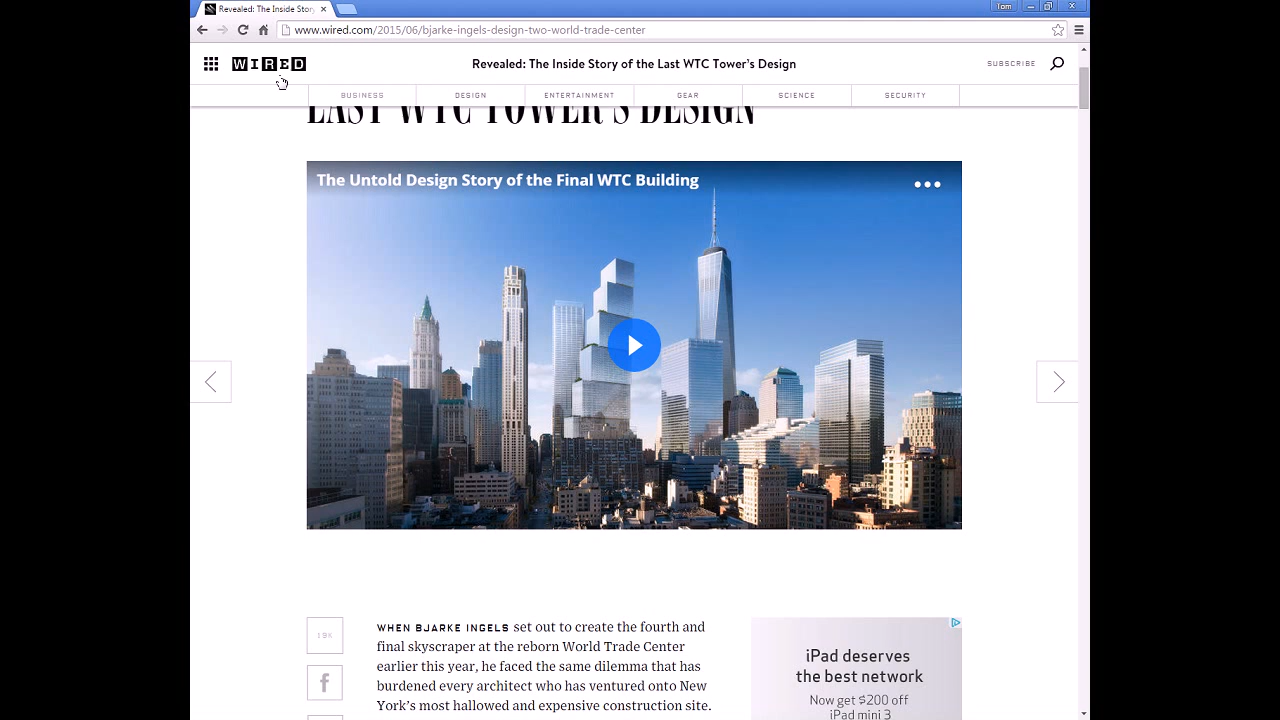 Revealed: The Inside Story
Tom
www.wired.com/2015/06/bjarke-ingels-design-two-world-trade-center
WIRED
Revealed: The Inside Story of the Last WTC Tower's Design
SUBSCRIBE
BUSINESS
DESIGN
ENTERTAINMENT
GEAR
SCIENCE
SECURITY
LAST WTC TOWER'S DESIGN
The Untold Design Story of the Final WTC Building
19K
WHEN BJARKE INGELS set out to create the fourth and
final skyscraper at the reborn World Trade Center
earlier this year, he faced the same dilemma that has
burdened every architect who has ventured onto New
York's most hallowed and expensive construction site.
iPad deserves
the best network
Now get $200 off
iPad mini 3